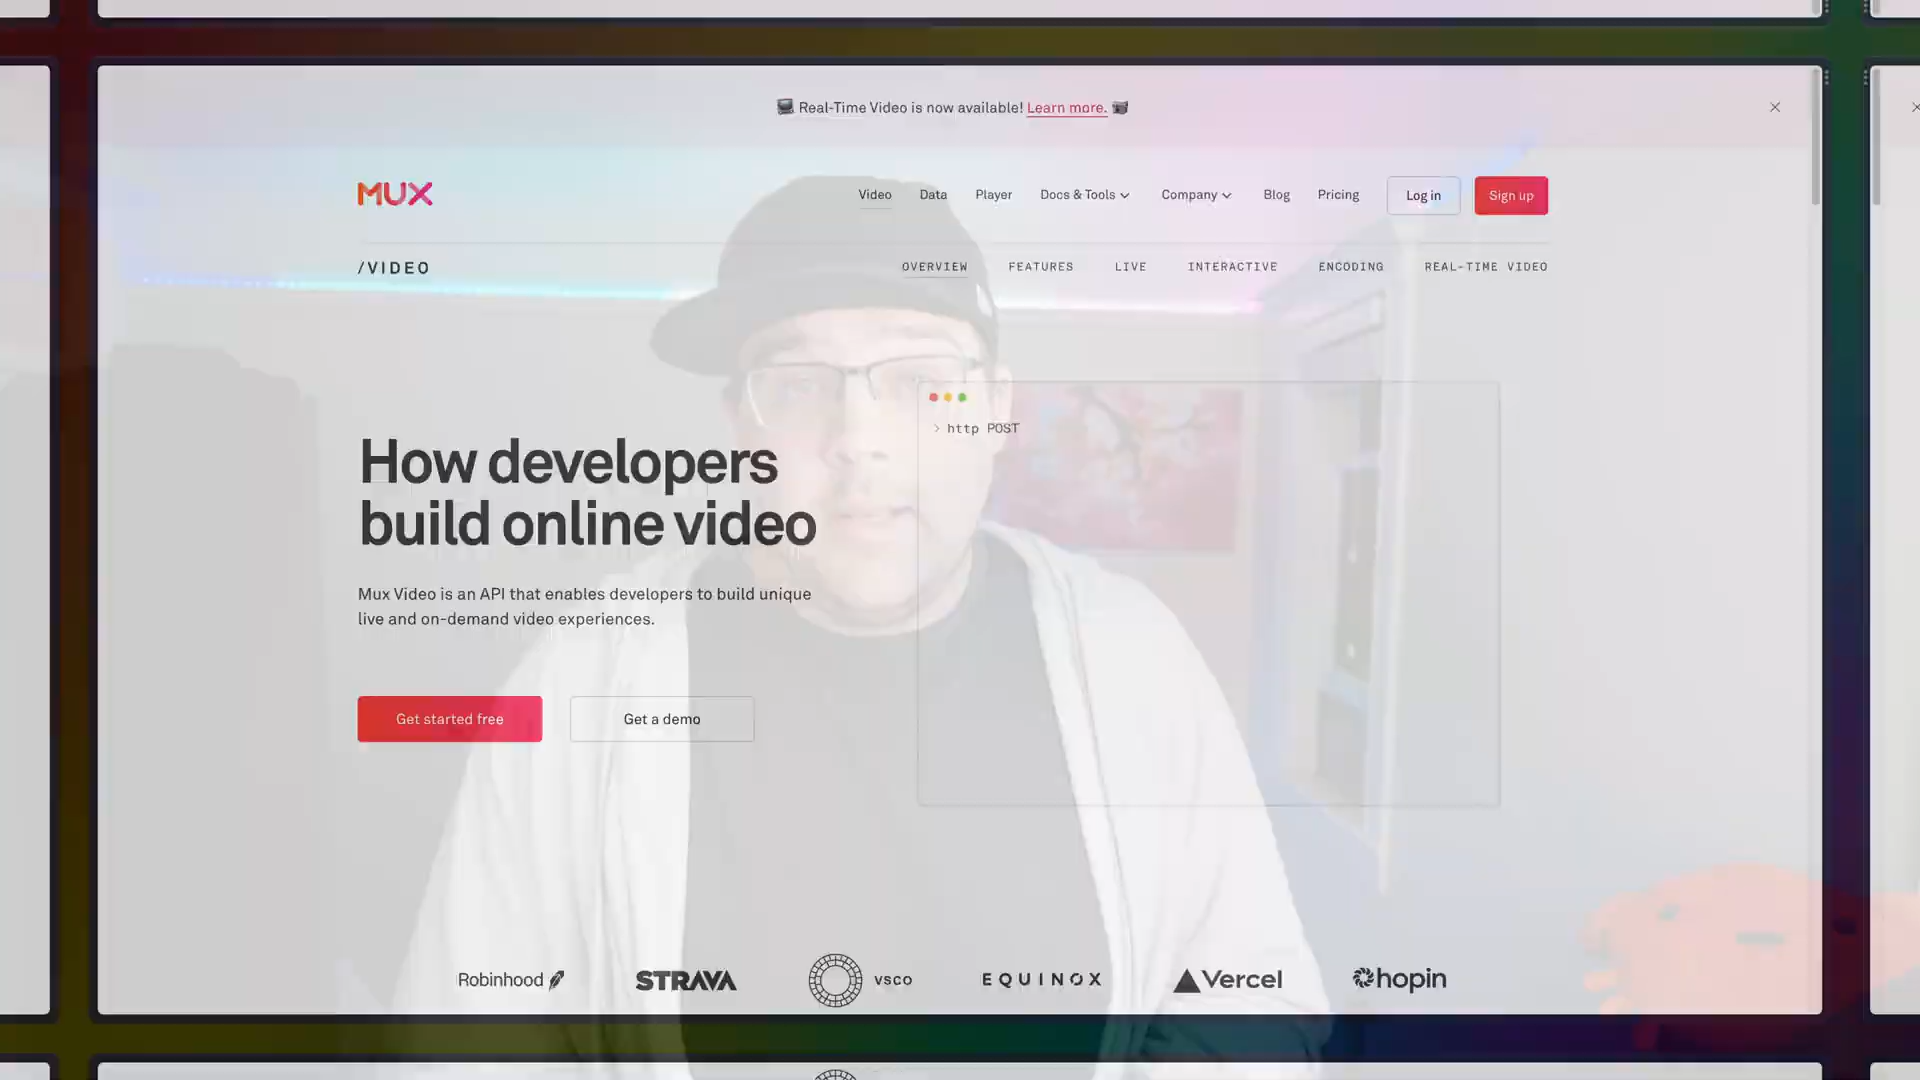 Real-Time Video is now available! Learn more.
MUX
Video Data Player Docs & Tools Company Blog Pricing Log in Sign up
/VIDEO
OVERVIEW FEATURES LIVE INTERACTIVE ENCODING REAL-TIME VIDEO
How developers
build online video
> http POST
Mux Video is an API that enables developers to build unique
live and on-demand video experiences.
Get started free Get a demo
Robinhood STRAVA vsco EQUINOX Vercel hopin